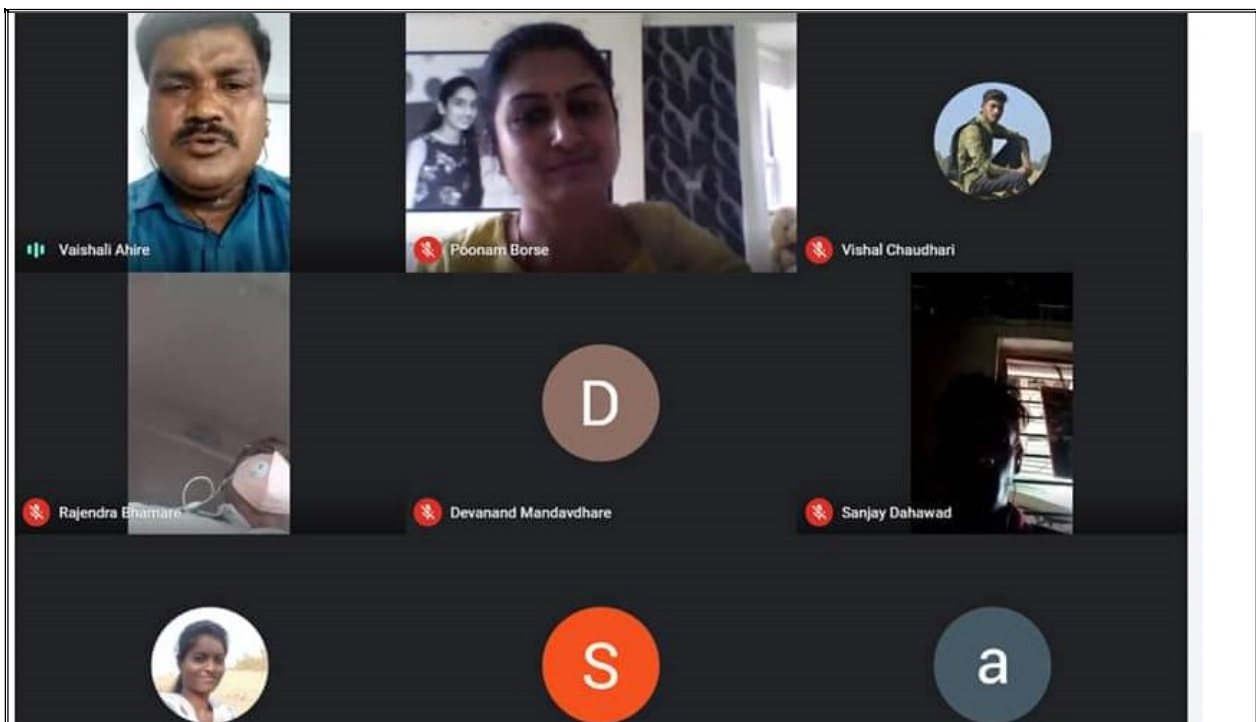 Vaishali Ahire
Poonam Borse
Vishal Chaudhari
Rajendra Bhamare
D
Devanand Mandavdhare
Sanjay Dahawad
S
a